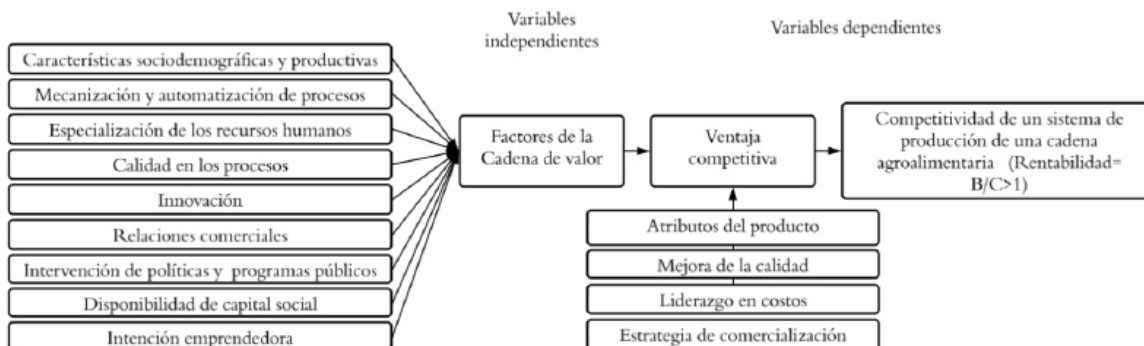 Variables
independientes
Variables dependientes
Características sociodemográficas y productivas
Mecanización y automatización de procesos
Especialización de los recursos humanos
Calidad en los procesos
Innovación
Relaciones comerciales
Intervención de políticas y programas públicos
Disponibilidad de capital social
Intención emprendedora
Factores de la
Cadena de valor
Ventaja
competitiva
Competitividad de un sistema de
producción de una cadena
agroalimentaria (Rentabilidad=
B/C>1)
Atributos del producto
Mejora de la calidad
Liderazgo en costos
Estrategia de comercialización